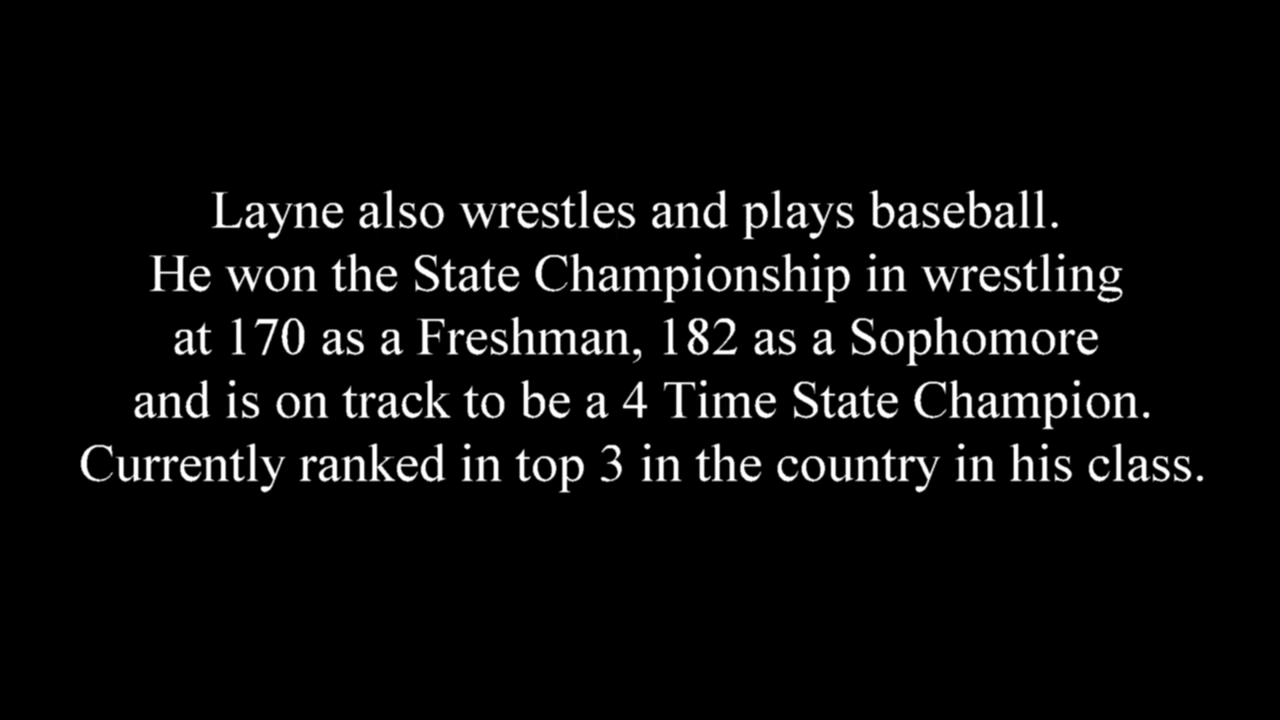 Layne also wrestles and plays baseball.
He won the State Championship in wrestling
at 170 as a Freshman, 182 as a Sophomore
and is on track to be a 4 Time State Champion.
Currently ranked in top 3 in the country in his class.